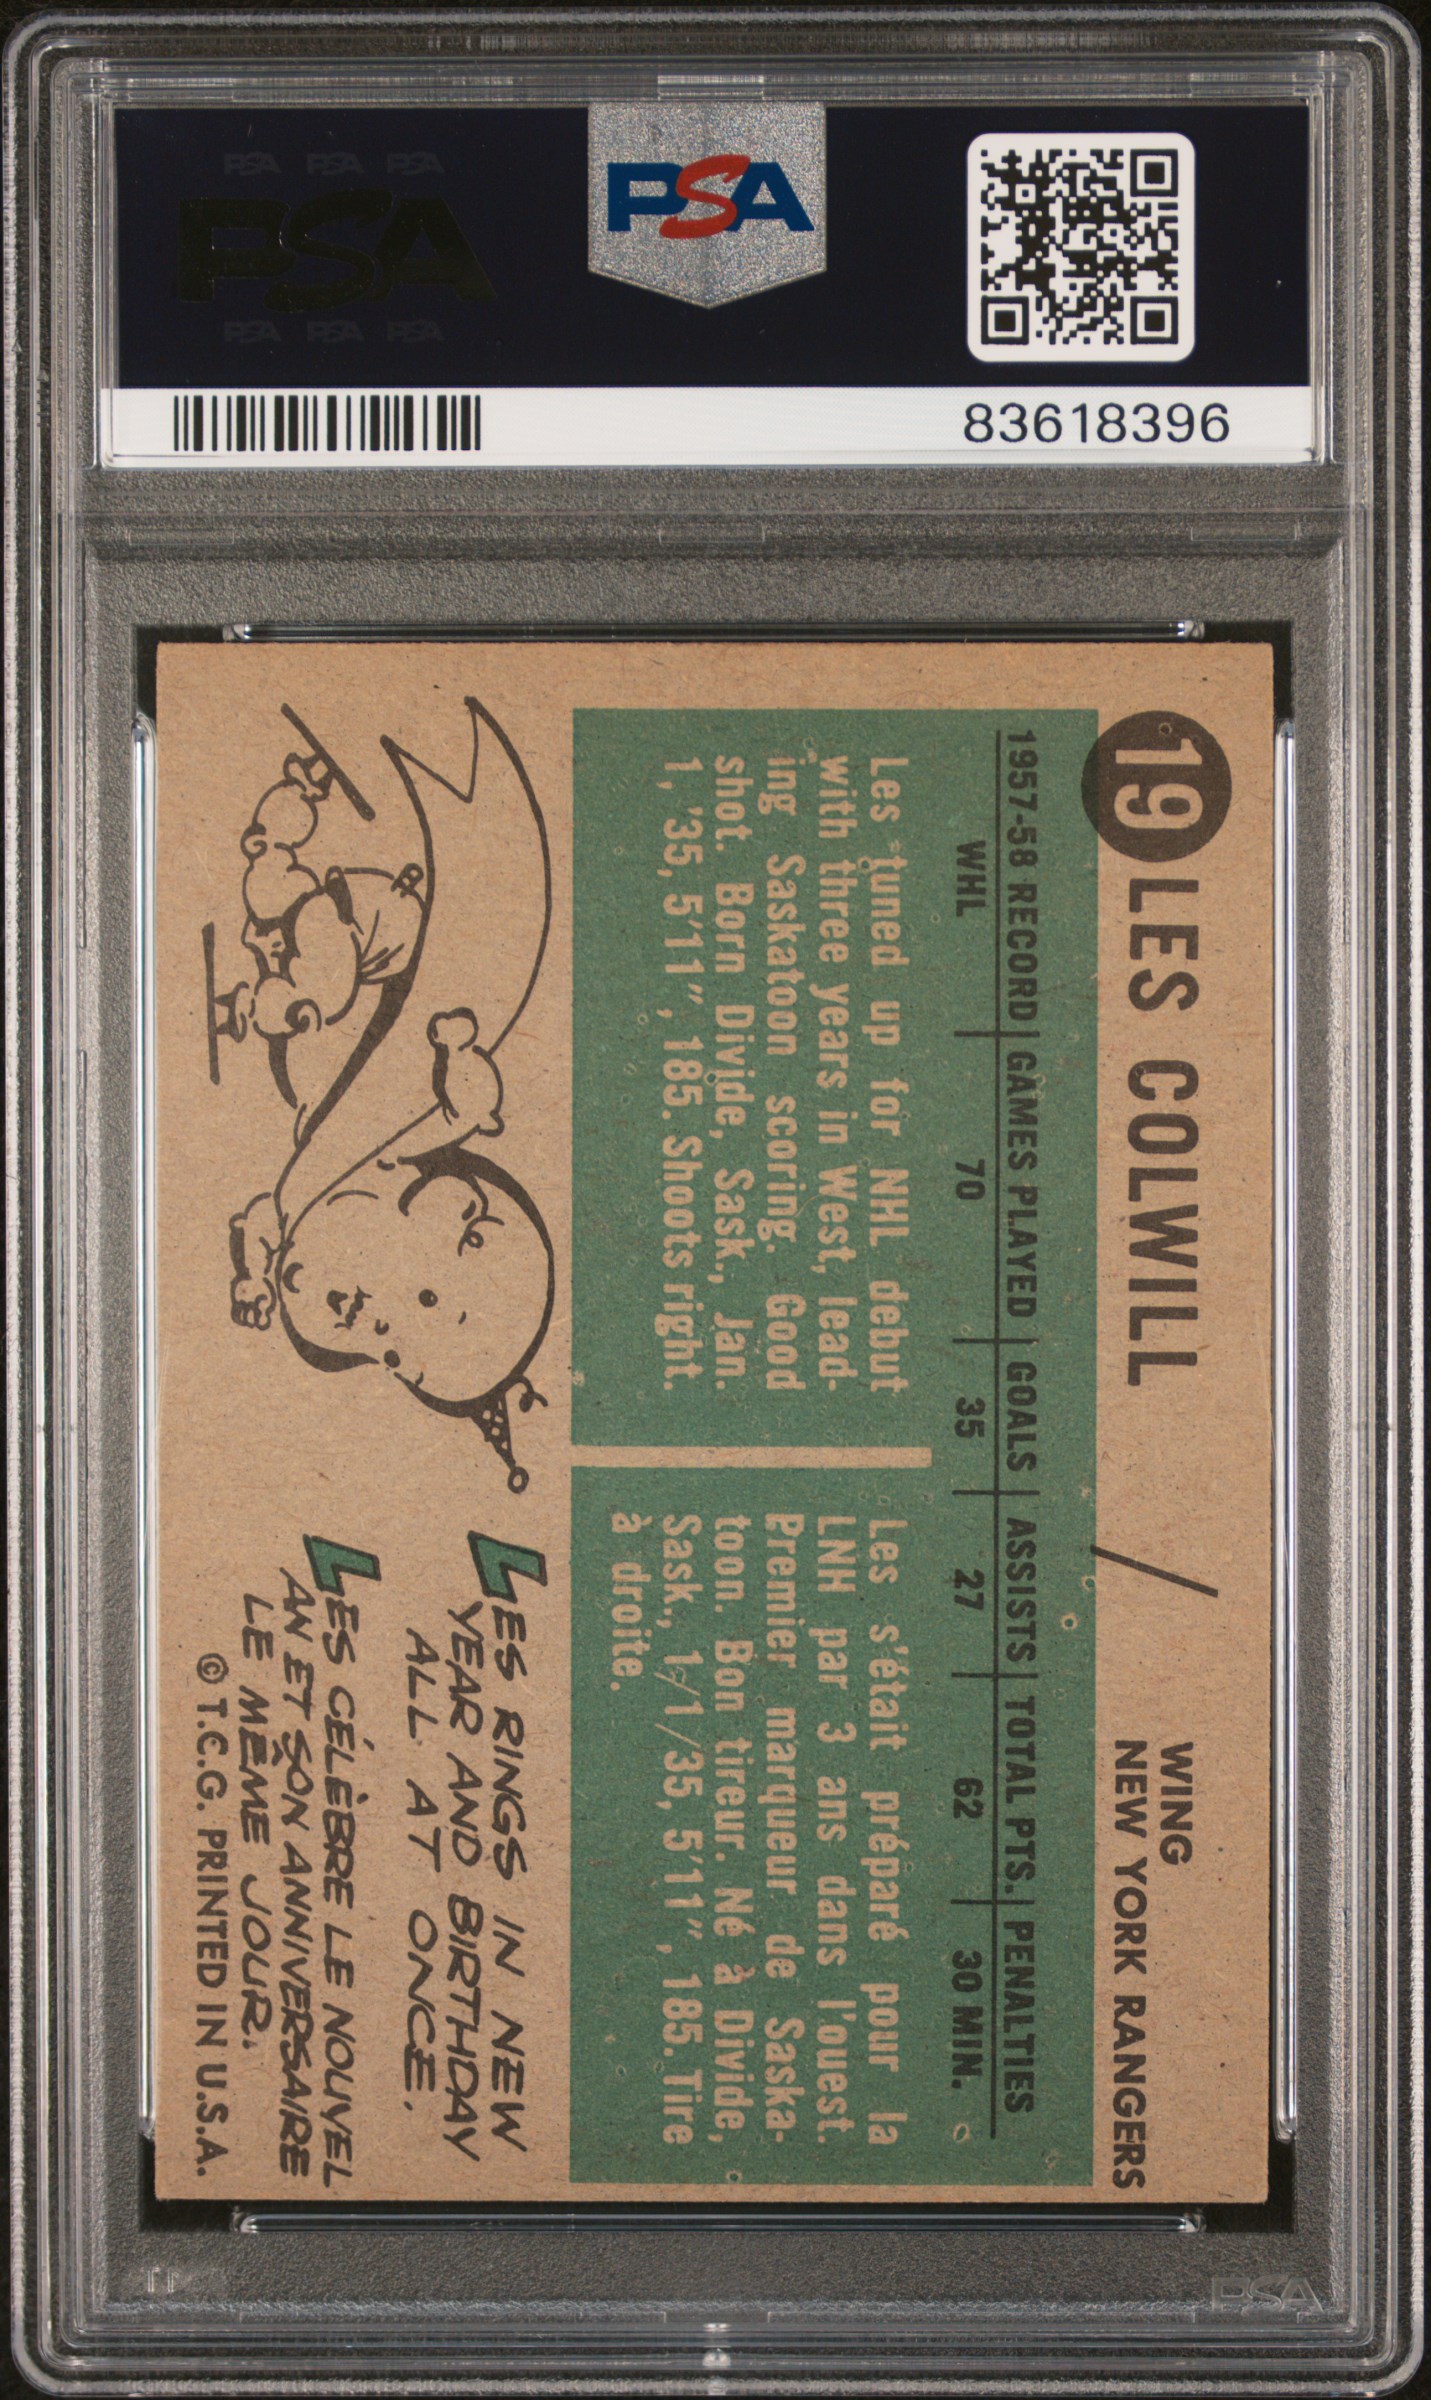 PSA PSA PSA
PSA
PSA PSA PSA
PSA
83618396
19 LES COLWILL / WING
NEW YORK RANGERS
1957-58 RECORD | GAMES PLAYED | GOALS | ASSISTS | TOTAL PTS. | PENALTIES
WHL 70 35 27 62 30 MIN.
Les tuned up for NHL debut
with three years in West, lead-
ing Saskatoon scoring. Good
shot. Born Divide, Sask., Jan.
1, '35, 5'11", 185. Shoots right.
Les s'était préparé pour la
LNH par 3 ans dans l'ouest.
Premier marqueur de Saska-
toon. Bon tireur. Né à Divide,
Sask., 1/1/35, 5'11", 185. Tire
à droite.
LES RINGS IN NEW
YEAR AND BIRTHDAY
ALL AT ONCE.
LES CÉLÈBRE LE NOUVEL
AN ET SON ANNIVERSAIRE
LE MÊME JOUR.
© T.C.G. PRINTED IN U.S.A.
PSA